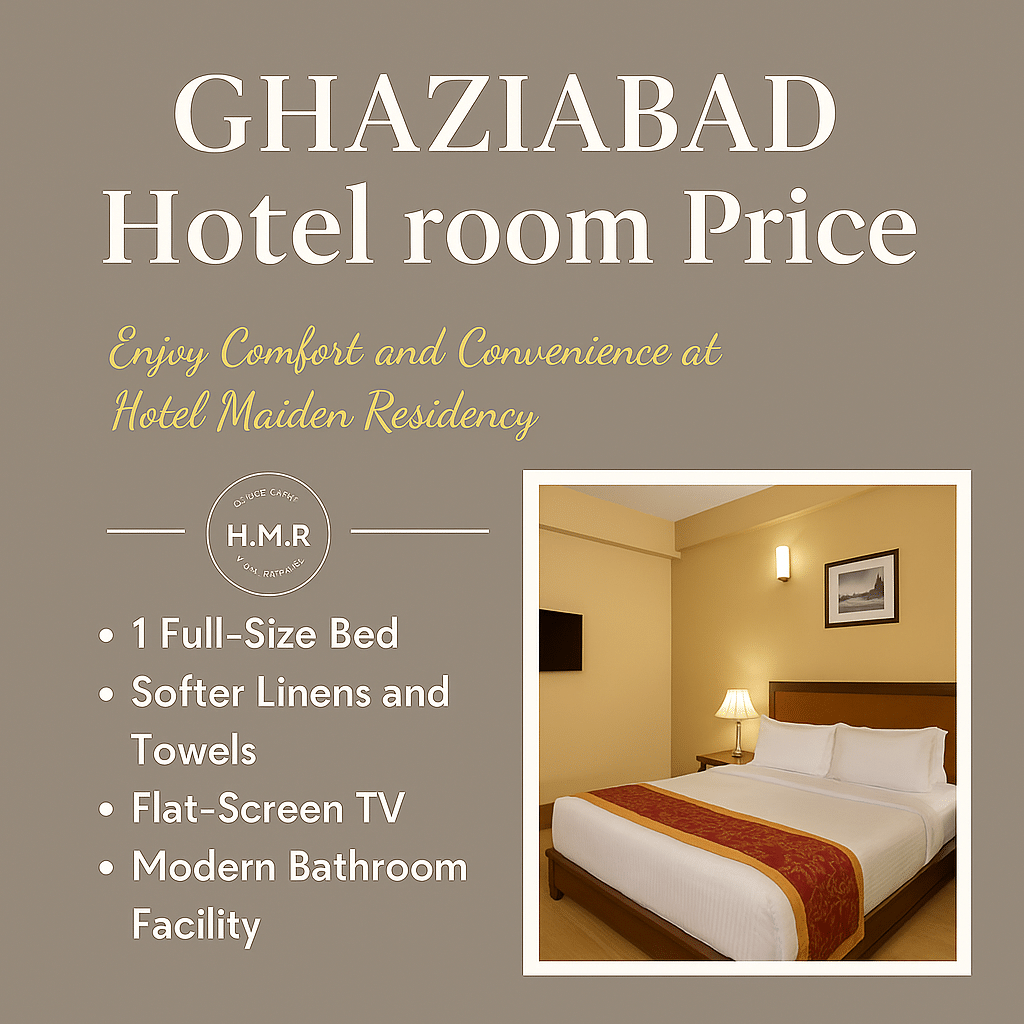 GHAZIABAD
Hotel room Price
Enjoy Comfort and Convenience at
Hotel Maiden Residency
H.M.R
• 1 Full-Size Bed
• Softer Linens and
Towels
• Flat-Screen TV
• Modern Bathroom
Facility